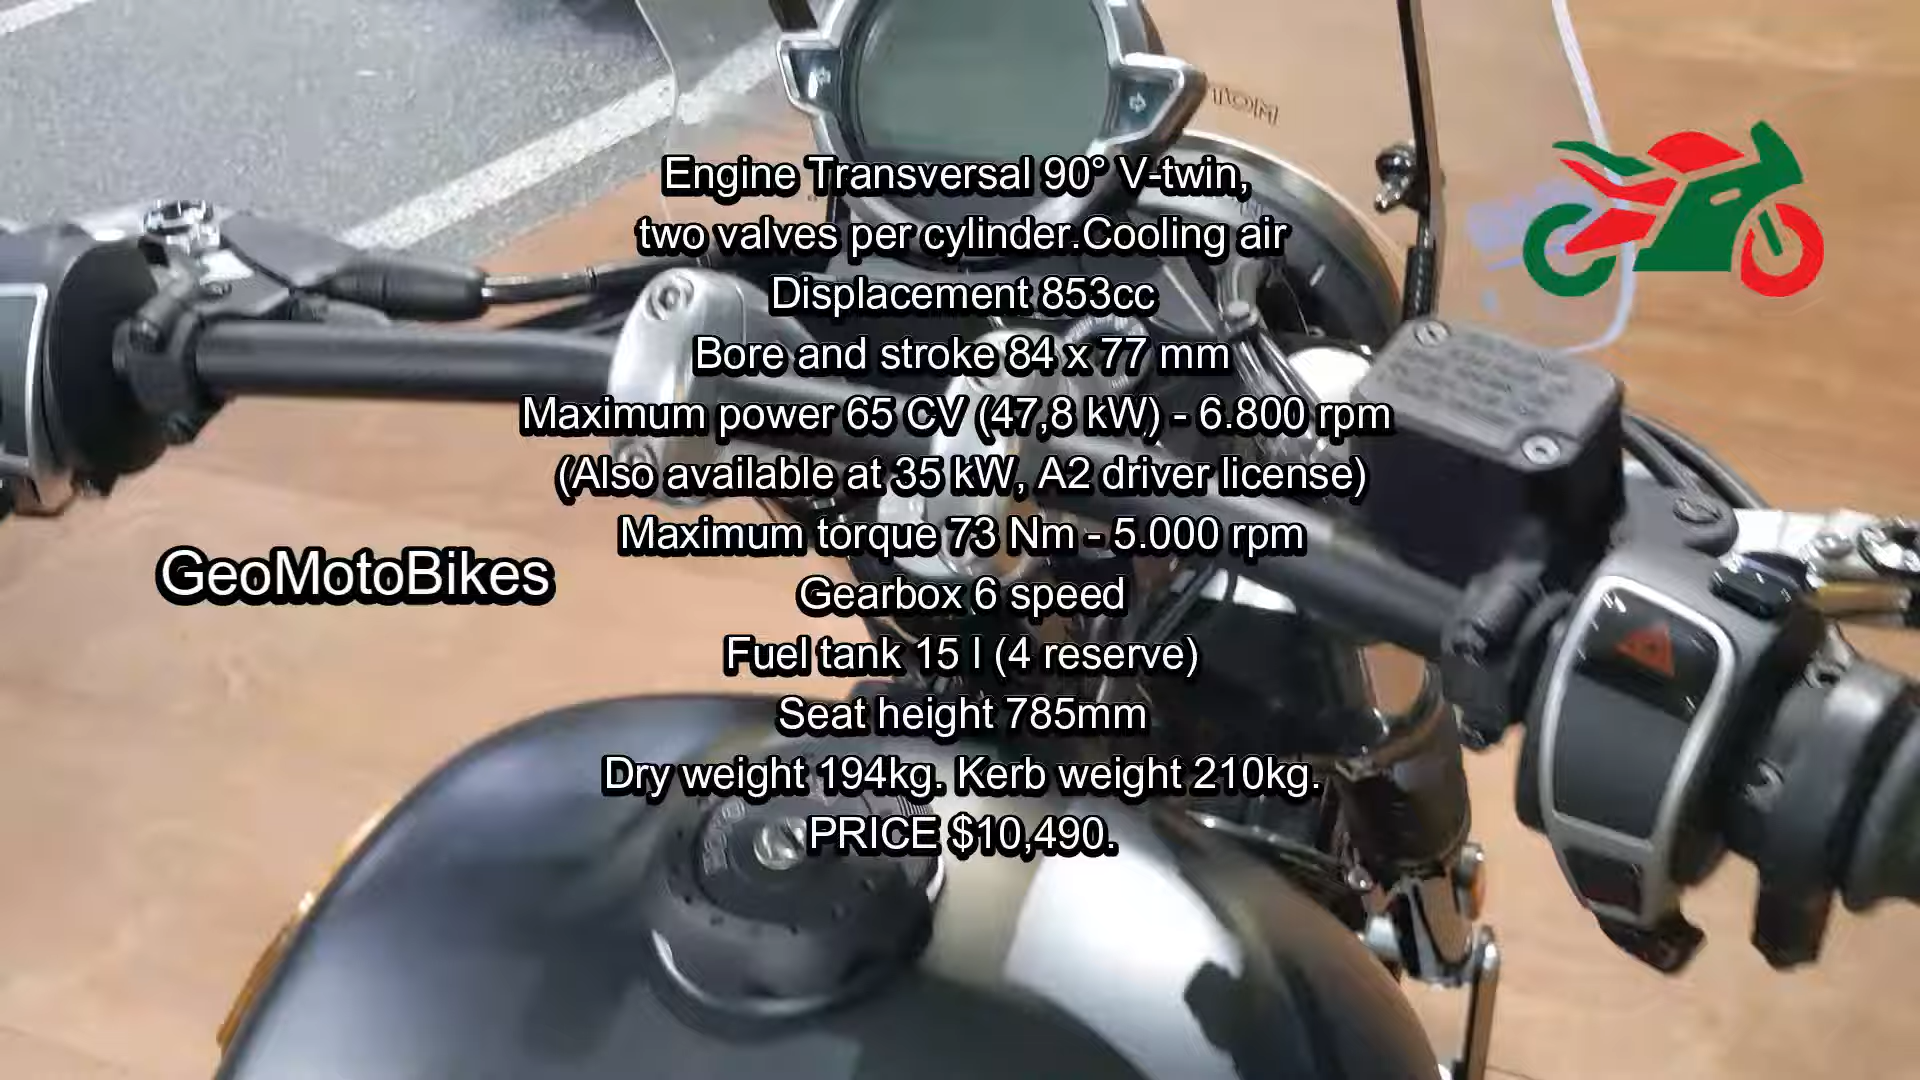 TOM
Engine Transversal 90° V-twin,
two valves per cylinder.Cooling air
Displacement 853cc
Bore and stroke 84 x 77 mm
Maximum power 65 CV (47,8 kW) - 6.800 rpm
(Also available at 35 kW, A2 driver license)
Maximum torque 73 Nm - 5.000 rpm
GeoMotoBikes
Gearbox 6 speed
Fuel tank 15 l (4 reserve)
Seat height 785mm
Dry weight 194kg. Kerb weight 210kg.
PRICE $10,490.